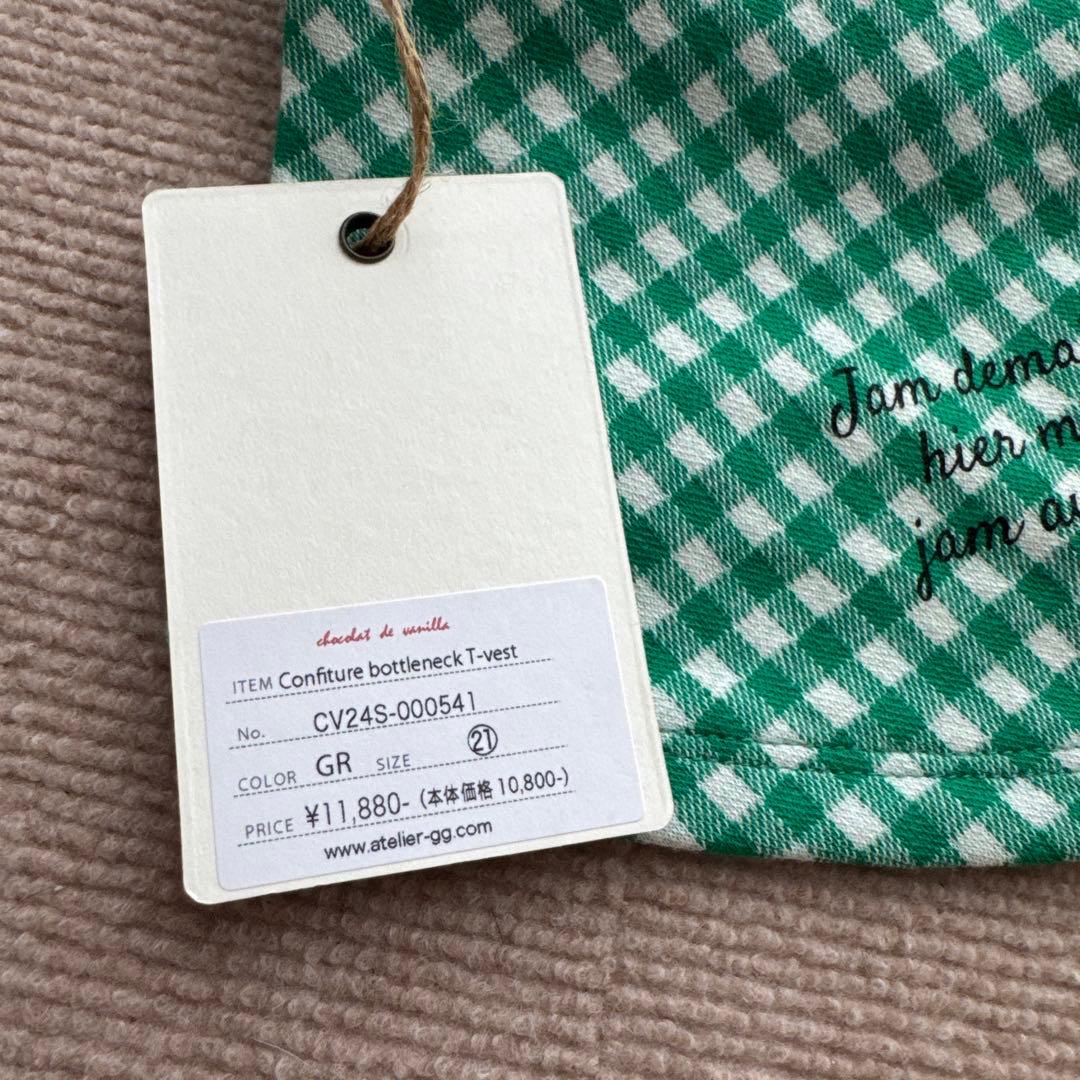 chocolat de vanilla
ITEM Confiture bottleneck T-vest
No. CV24S-000541
COLOR GR SIZE ㉑
PRICE ¥11,880- (本体価格 10,800-)
www.atelier-gg.com
Jam dema
hier m
jam au